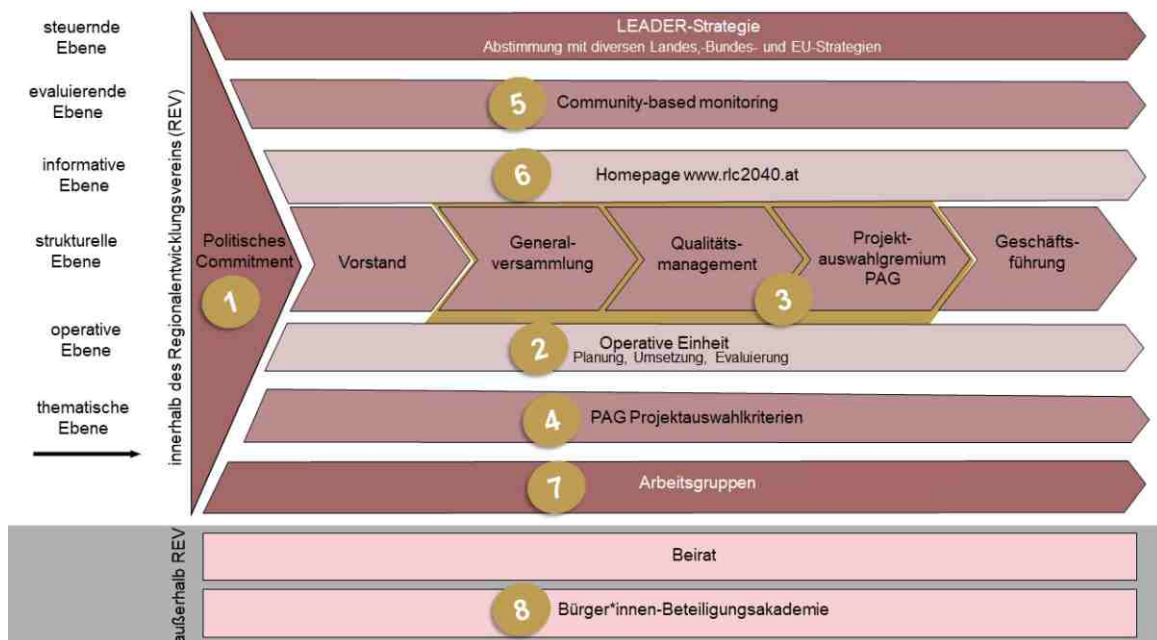 steuernde
Ebene
LEADER-Strategie
Abstimmung mit diversen Landes,-Bundes- und EU-Strategien
evaluierende
Ebene
5
Community-based monitoring
informative
Ebene
6
Homepage www.rlc2040.at
innerhalb des Regionalentwicklungsvereins (REV)
strukturelle
Ebene
Politisches
Commitment
1
Vorstand
General-
versammlung
Qualitäts-
management
Projekt-
auswahlgremium
PAG
3
Geschäfts-
führung
operative
Ebene
2
Operative Einheit
Planung, Umsetzung, Evaluierung
thematische
Ebene
4
PAG Projektauswahlkriterien
7
Arbeitsgruppen
außerhalb REV
Beirat
8
Bürger*innen-Beteiligungsakademie